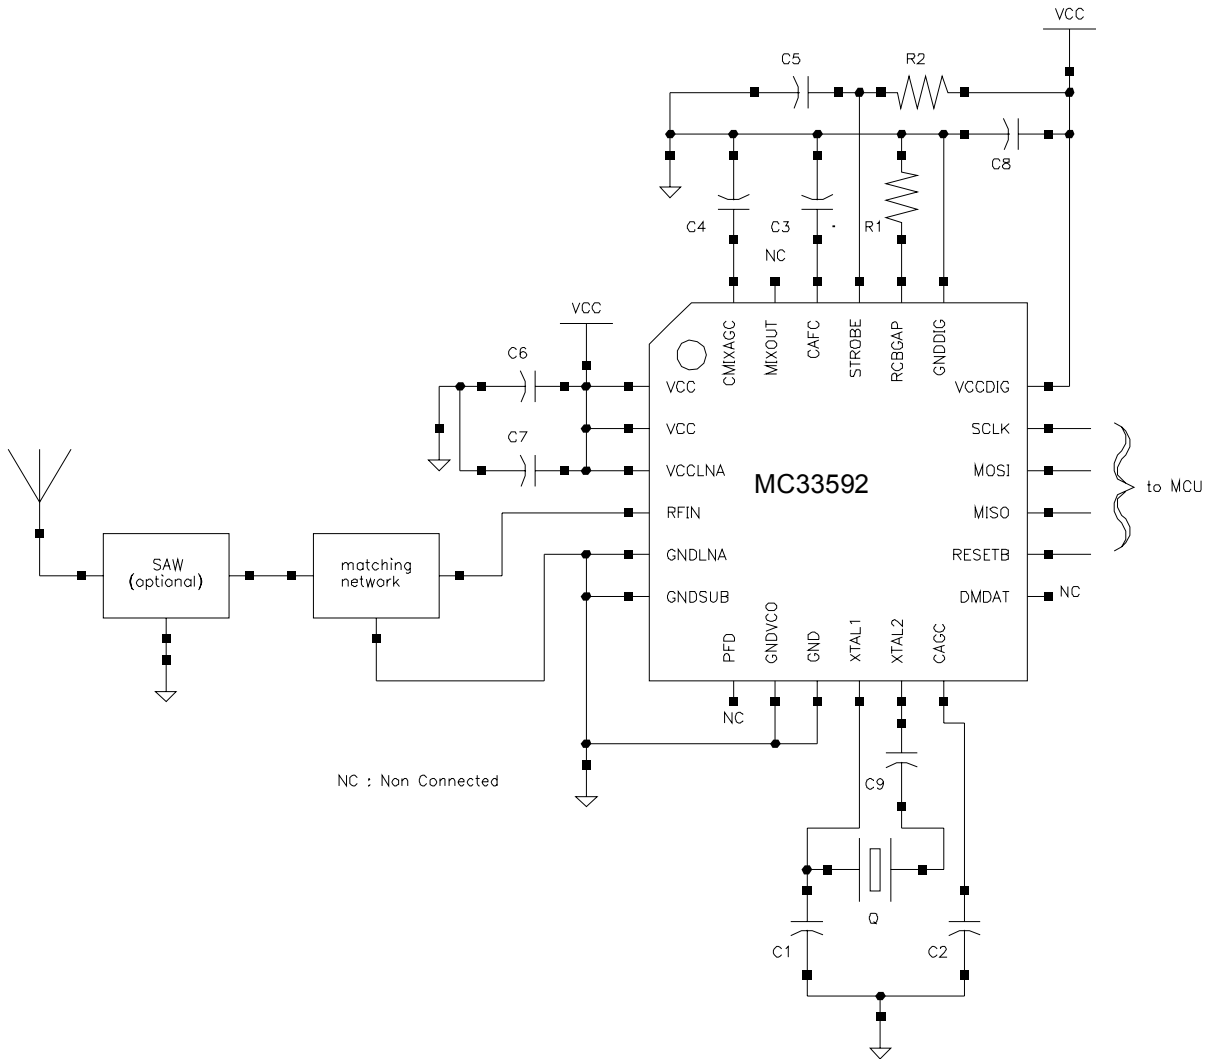 VCC
C5
R2
C8
C4
C3
R1
NC
VCC
C6
C7
CMIXAGC
MIXOUT
CAFC
STROBE
RCBGAP
GNDDIG
VCC
VCC
VCCLNA
RFIN
GNDLNA
GNDSUB
MC33592
VCCDIG
SCLK
MOSI
MISO
RESETB
DMDAT
NC
to MCU
SAW
(optional)
matching
network
PFD
GNDVCO
GND
XTAL1
XTAL2
CAGC
NC
NC : Non Connected
C9
Q
C1
C2